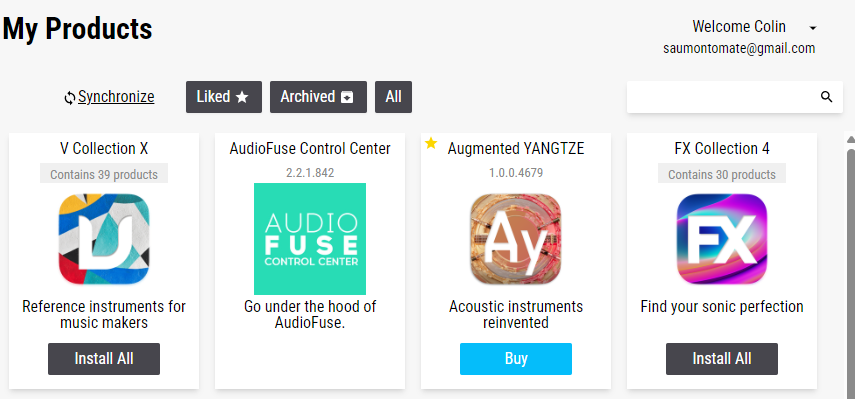 My Products
Welcome Colin
saumontomate@gmail.com
Synchronize
Liked
Archived
All
V Collection X
Contains 39 products
Reference instruments for
music makers
Install All
AudioFuse Control Center
2.2.1.842
AUDIO
FUSE
CONTROL CENTER
Go under the hood of
AudioFuse.
Augmented YANGTZE
1.0.0.4679
Ay
Acoustic instruments
reinvented
Buy
FX Collection 4
Contains 30 products
FX
Find your sonic perfection
Install All